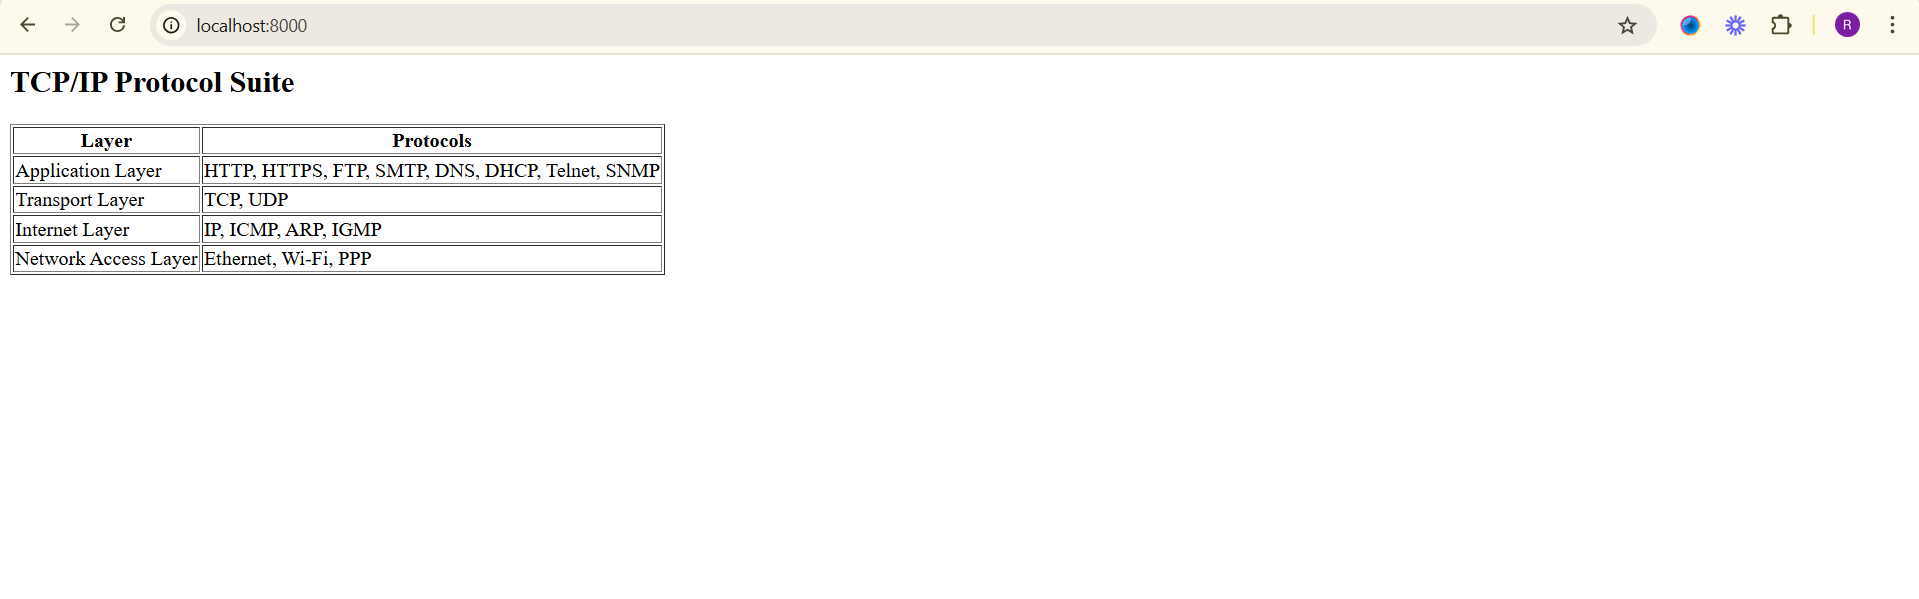 localhost:8000
R
TCP/IP Protocol Suite
Layer Protocols
Application Layer HTTP, HTTPS, FTP, SMTP, DNS, DHCP, Telnet, SNMP
Transport Layer TCP, UDP
Internet Layer IP, ICMP, ARP, IGMP
Network Access Layer Ethernet, Wi-Fi, PPP